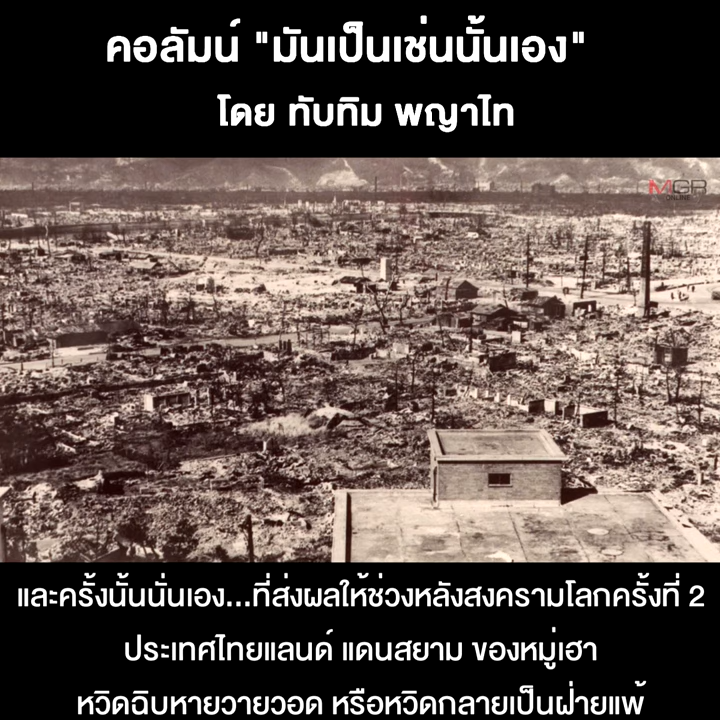 คอลัมน์ "มันเป็นเช่นนั้นเอง"
โดย ทับทิม พญาไท
MGR
ONLINE
และครั้งนั้นนั่นเอง...ที่ส่งผลให้ช่วงหลังสงครามโลกครั้งที่ 2
ประเทศไทยแลนด์ แดนสยาม ของหมู่เฮา
หวิดฉิบหายวายวอด หรือหวิดกลายเป็นฝ่ายแพ้